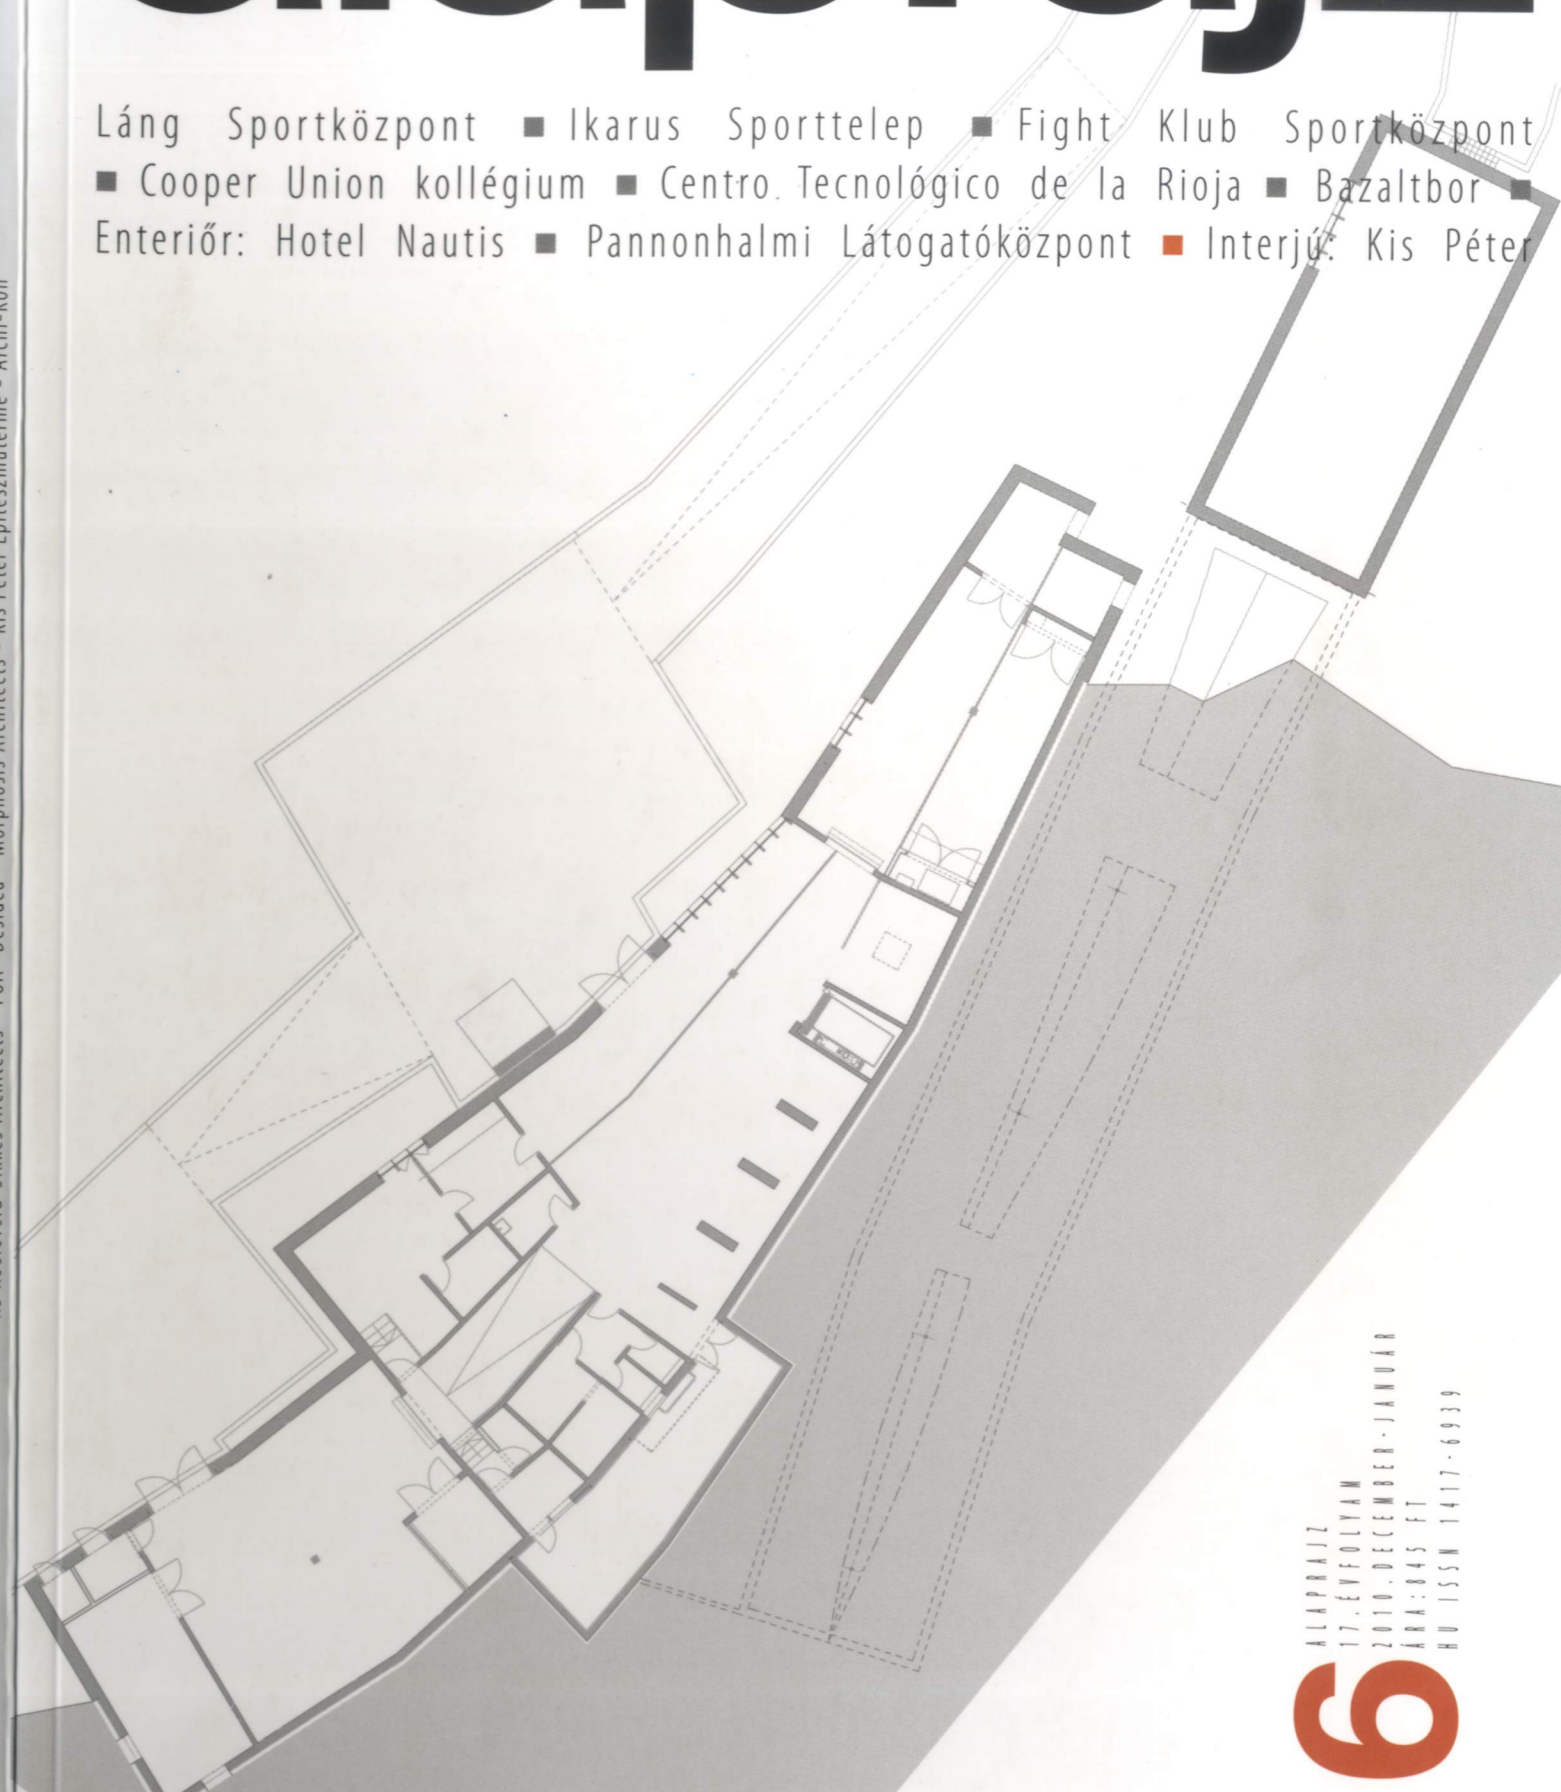 alaprajz
Láng Sportközpont ■ Ikarus Sporttelep ■ Fight Klub Sportközpont
■ Cooper Union kollégium ■ Centro Tecnológico de la Rioja ■ Bazaltbor ■
Enteriőr: Hotel Nautis ■ Pannonhalmi Látogatóközpont ■ Interjú: Kis Péter
ALAPRAJZ
17.ÉVFOLYAM
2010.DECEMBER-JANUÁR
ÁRA:845 FT
HU ISSN 1417-6939
6